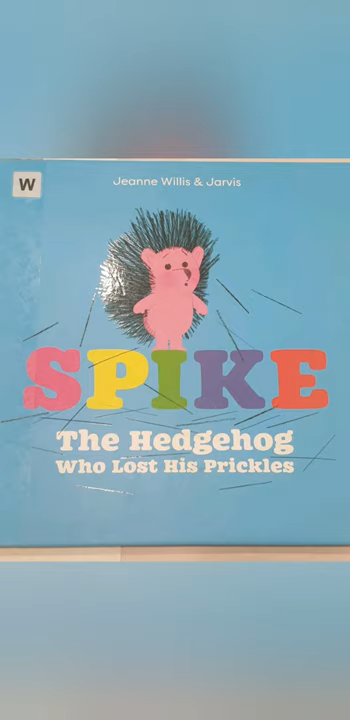 W
Jeanne Willis & Jarvis
SPIKE
The Hedgehog
Who Lost His Prickles